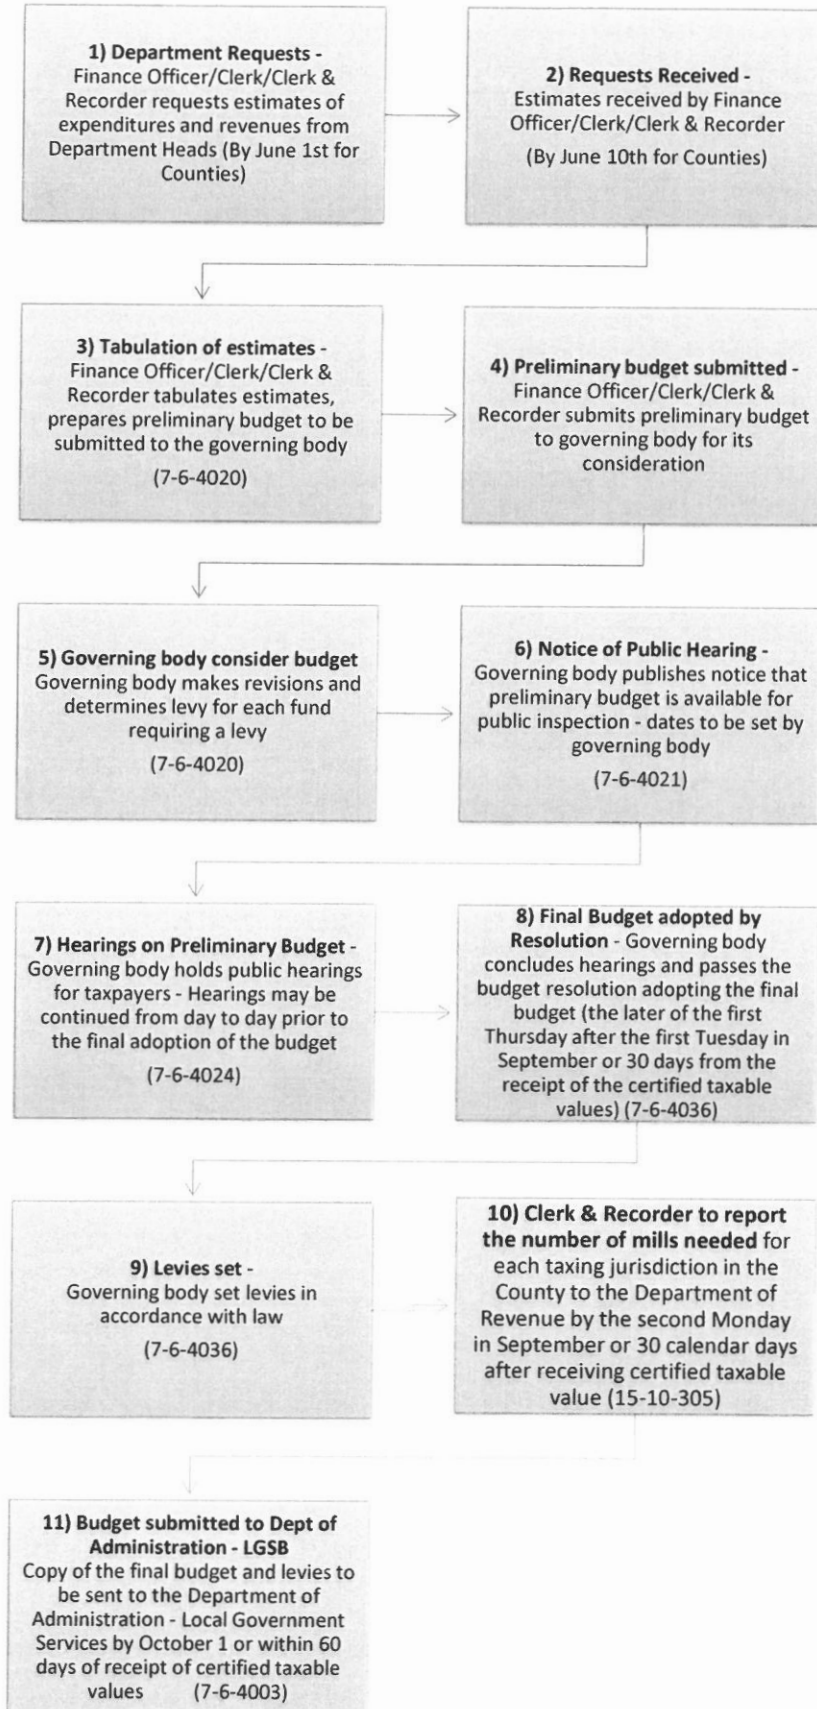 1) Department Requests -
Finance Officer/Clerk/Clerk &
Recorder requests estimates of
expenditures and revenues from
Department Heads (By June 1st for
Counties)
2) Requests Received -
Estimates received by Finance
Officer/Clerk/Clerk & Recorder
(By June 10th for Counties)
3) Tabulation of estimates -
Finance Officer/Clerk/Clerk &
Recorder tabulates estimates,
prepares preliminary budget to be
submitted to the governing body
(7-6-4020)
4) Preliminary budget submitted -
Finance Officer/Clerk/Clerk &
Recorder submits preliminary budget
to governing body for its
consideration
5) Governing body consider budget
Governing body makes revisions and
determines levy for each fund
requiring a levy
(7-6-4020)
6) Notice of Public Hearing -
Governing body publishes notice that
preliminary budget is available for
public inspection - dates to be set by
governing body
(7-6-4021)
7) Hearings on Preliminary Budget -
Governing body holds public hearings
for taxpayers - Hearings may be
continued from day to day prior to
the final adoption of the budget
(7-6-4024)
8) Final Budget adopted by
Resolution - Governing body
concludes hearings and passes the
budget resolution adopting the final
budget (the later of the first
Thursday after the first Tuesday in
September or 30 days from the
receipt of the certified taxable
values) (7-6-4036)
9) Levies set -
Governing body set levies in
accordance with law
(7-6-4036)
10) Clerk & Recorder to report
the number of mills needed for
each taxing jurisdiction in the
County to the Department of
Revenue by the second Monday
in September or 30 calendar days
after receiving certified taxable
value (15-10-305)
11) Budget submitted to Dept of
Administration - LGSB
Copy of the final budget and levies to
be sent to the Department of
Administration - Local Government
Services by October 1 or within 60
days of receipt of certified taxable
values (7-6-4003)